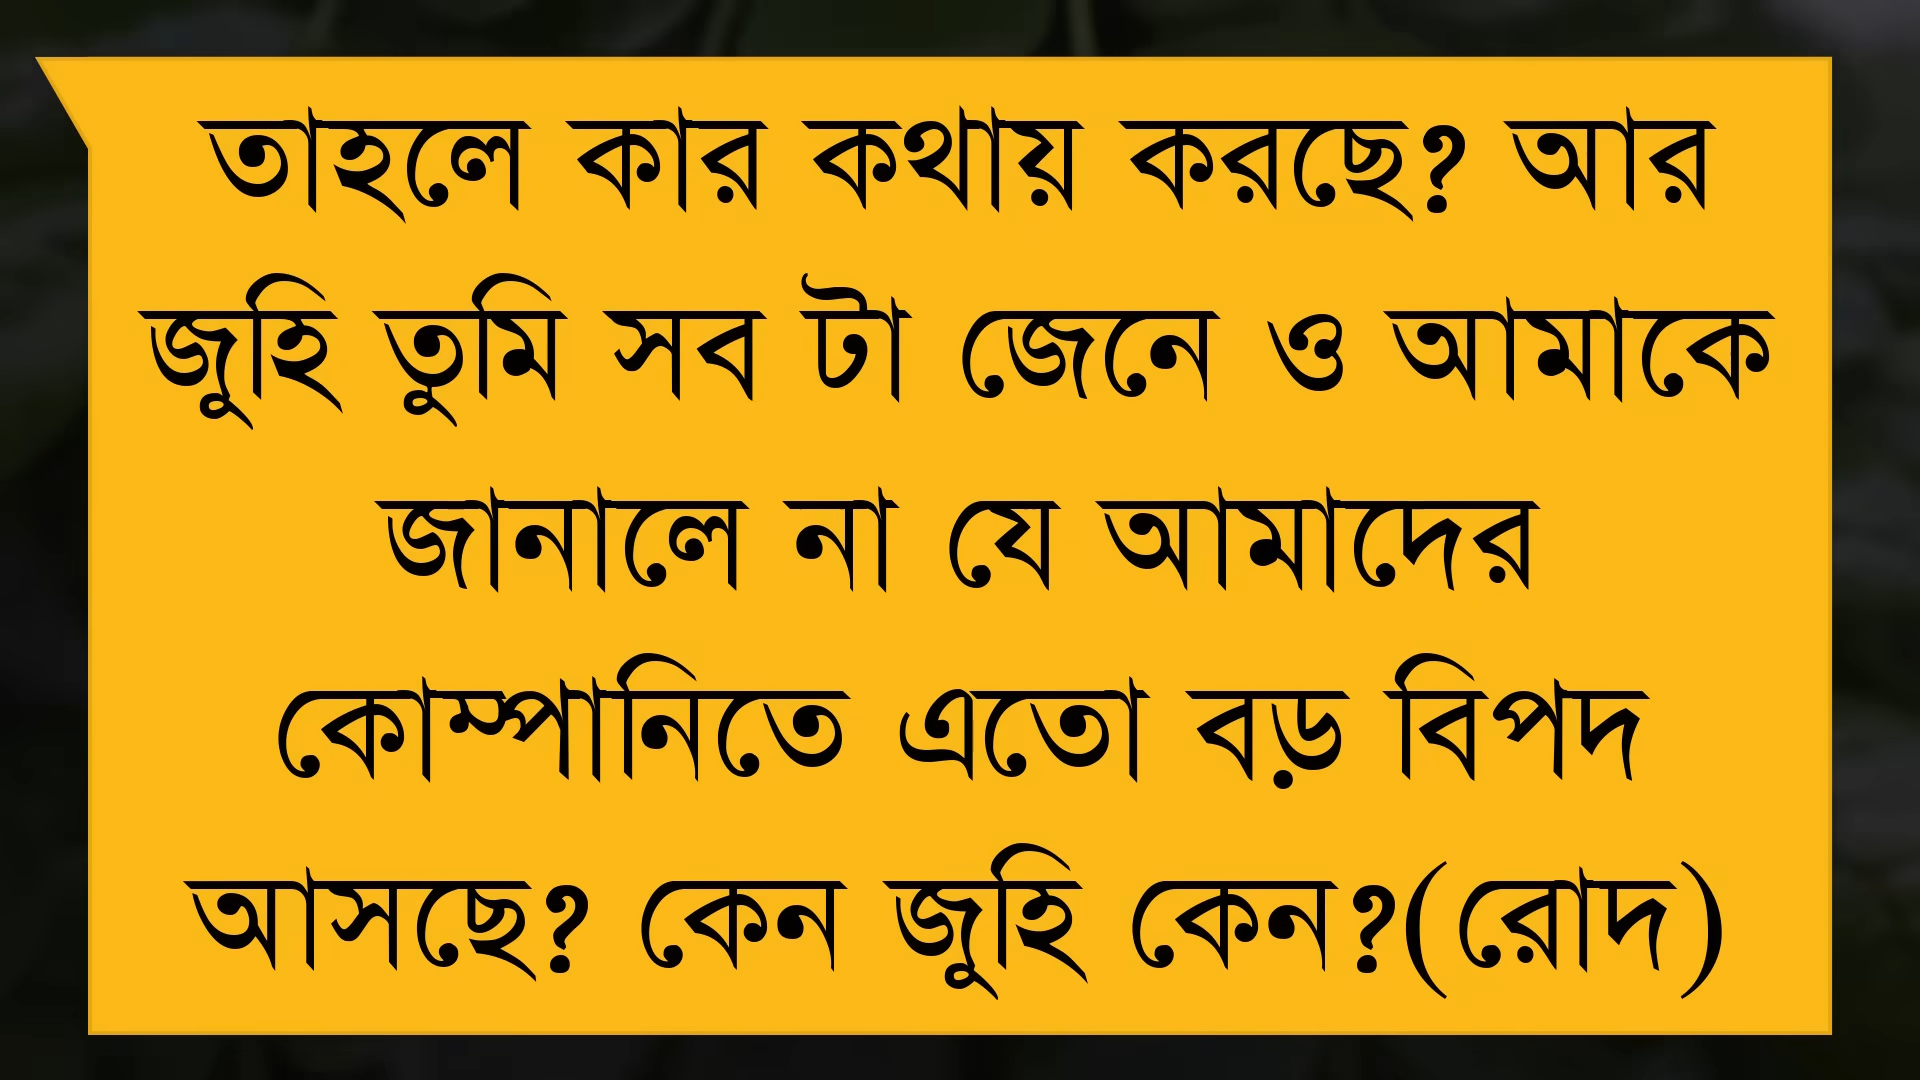 তাহলে কার কথায় করছে? আর
জুহি তুমি সব টা জেনে ও আমাকে
জানালে না যে আমাদের
কোম্পানিতে এতো বড় বিপদ
আসছে? কেন জুহি কেন?(রোদ)